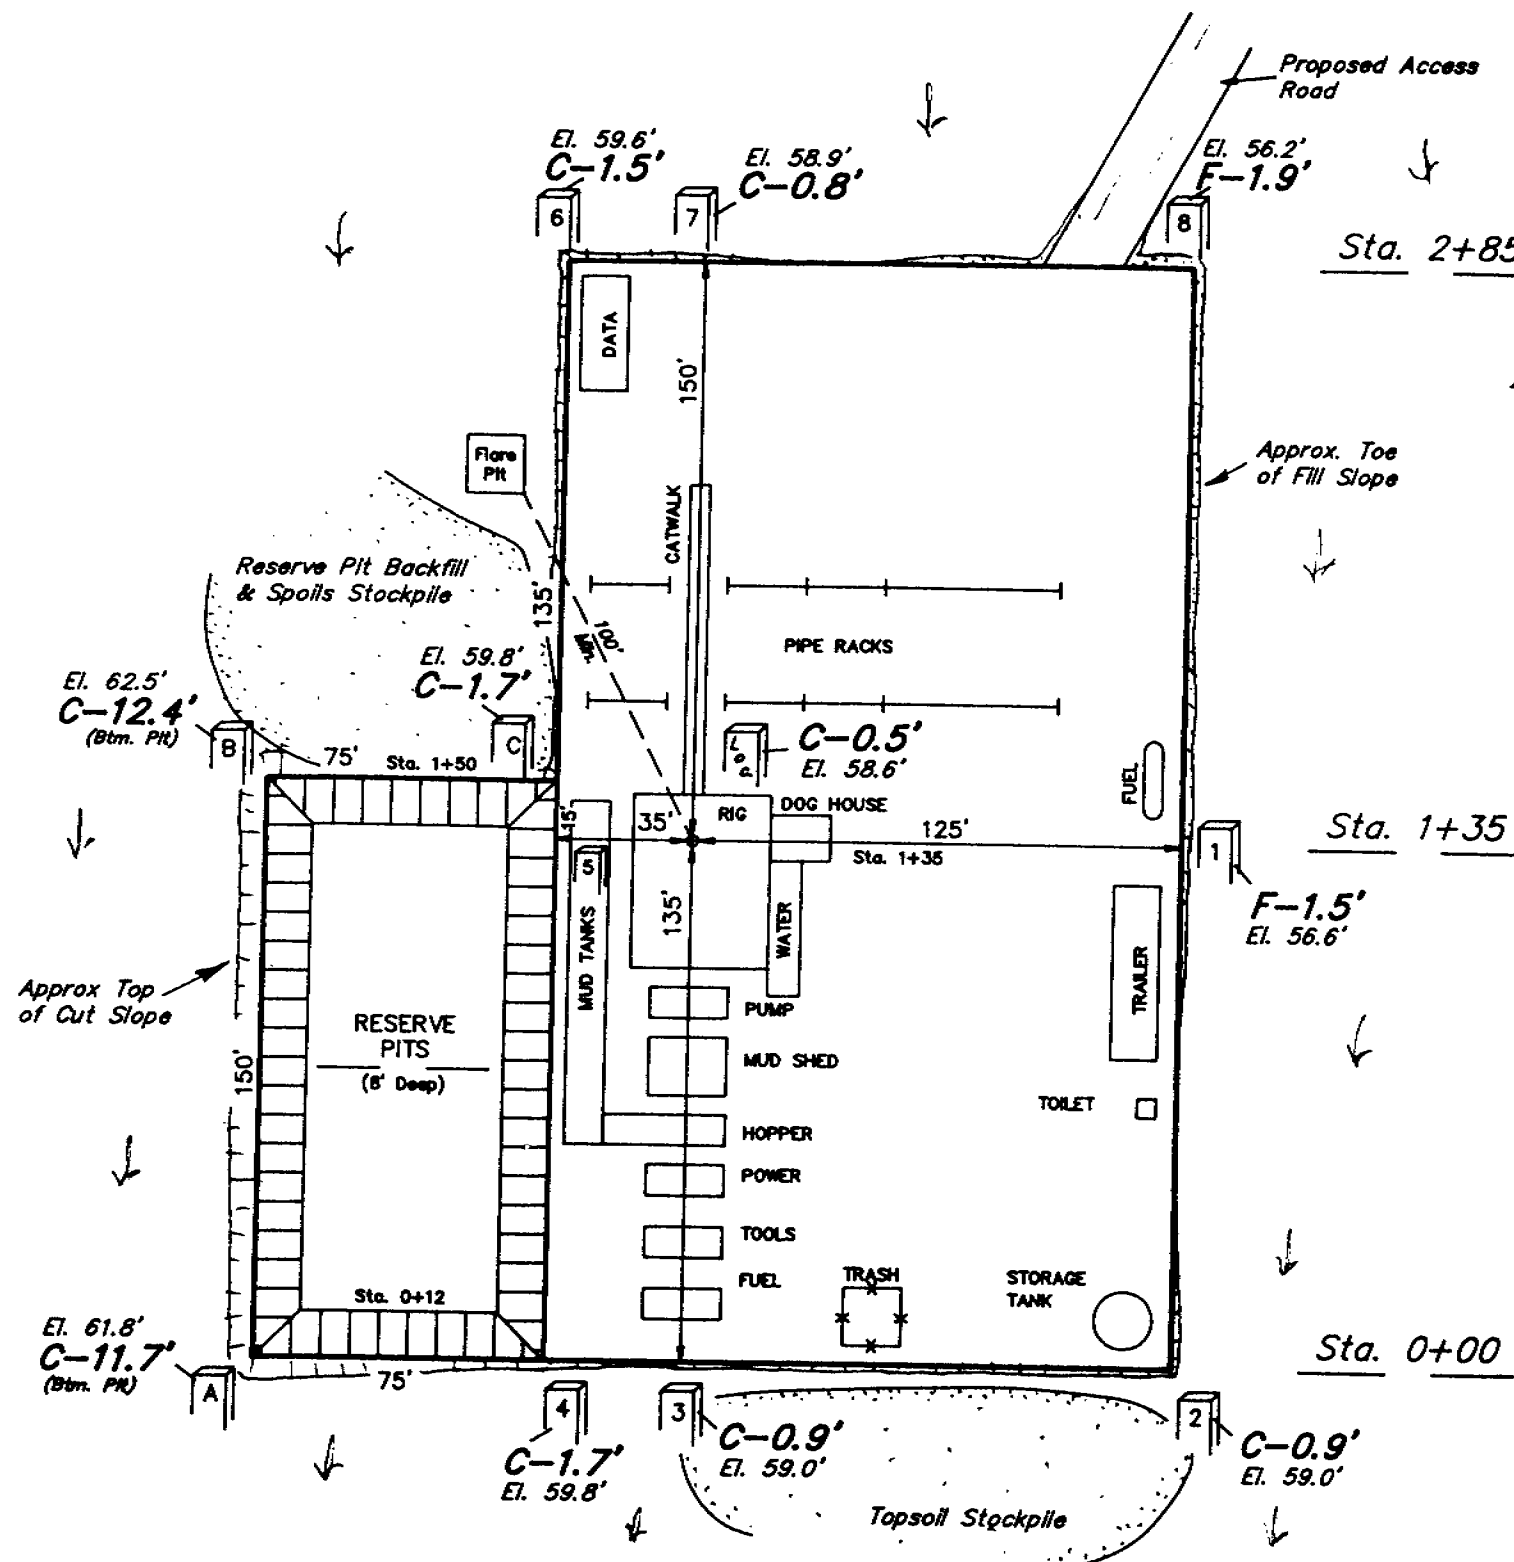 Proposed Access
Road
El. 59.6'
C-1.5'
El. 58.9'
C-0.8'
El. 56.2'
F-1.9'
6
7
8
Sta. 2+85
DATA
150'
Flare
Pit
CATWALK
Approx. Toe
of Fill Slope
Reserve Pit Backfill
& Spoils Stockpile
135'
100'
Min.
PIPE RACKS
El. 59.8'
C-1.7'
El. 62.5'
C-12.4'
(Btm. Pit)
B
C
75'
Sta. 1+50
Loc.
C-0.5'
El. 58.6'
FUEL
15'
35'
RIG
DOG HOUSE
125'
Sta. 1+35
Sta. 1+35
1
F-1.5'
El. 56.6'
5
MUD TANKS
135'
WATER
TRAILER
Approx Top
of Cut Slope
PUMP
RESERVE
PITS
(8' Deep)
MUD SHED
150'
TOILET
HOPPER
POWER
TOOLS
FUEL
TRASH
STORAGE
TANK
Sta. 0+12
El. 61.8'
C-11.7'
(Btm. Pit)
A
75'
Sta. 0+00
4
3
2
C-1.7'
El. 59.8'
C-0.9'
El. 59.0'
C-0.9'
El. 59.0'
Topsoil Stockpile